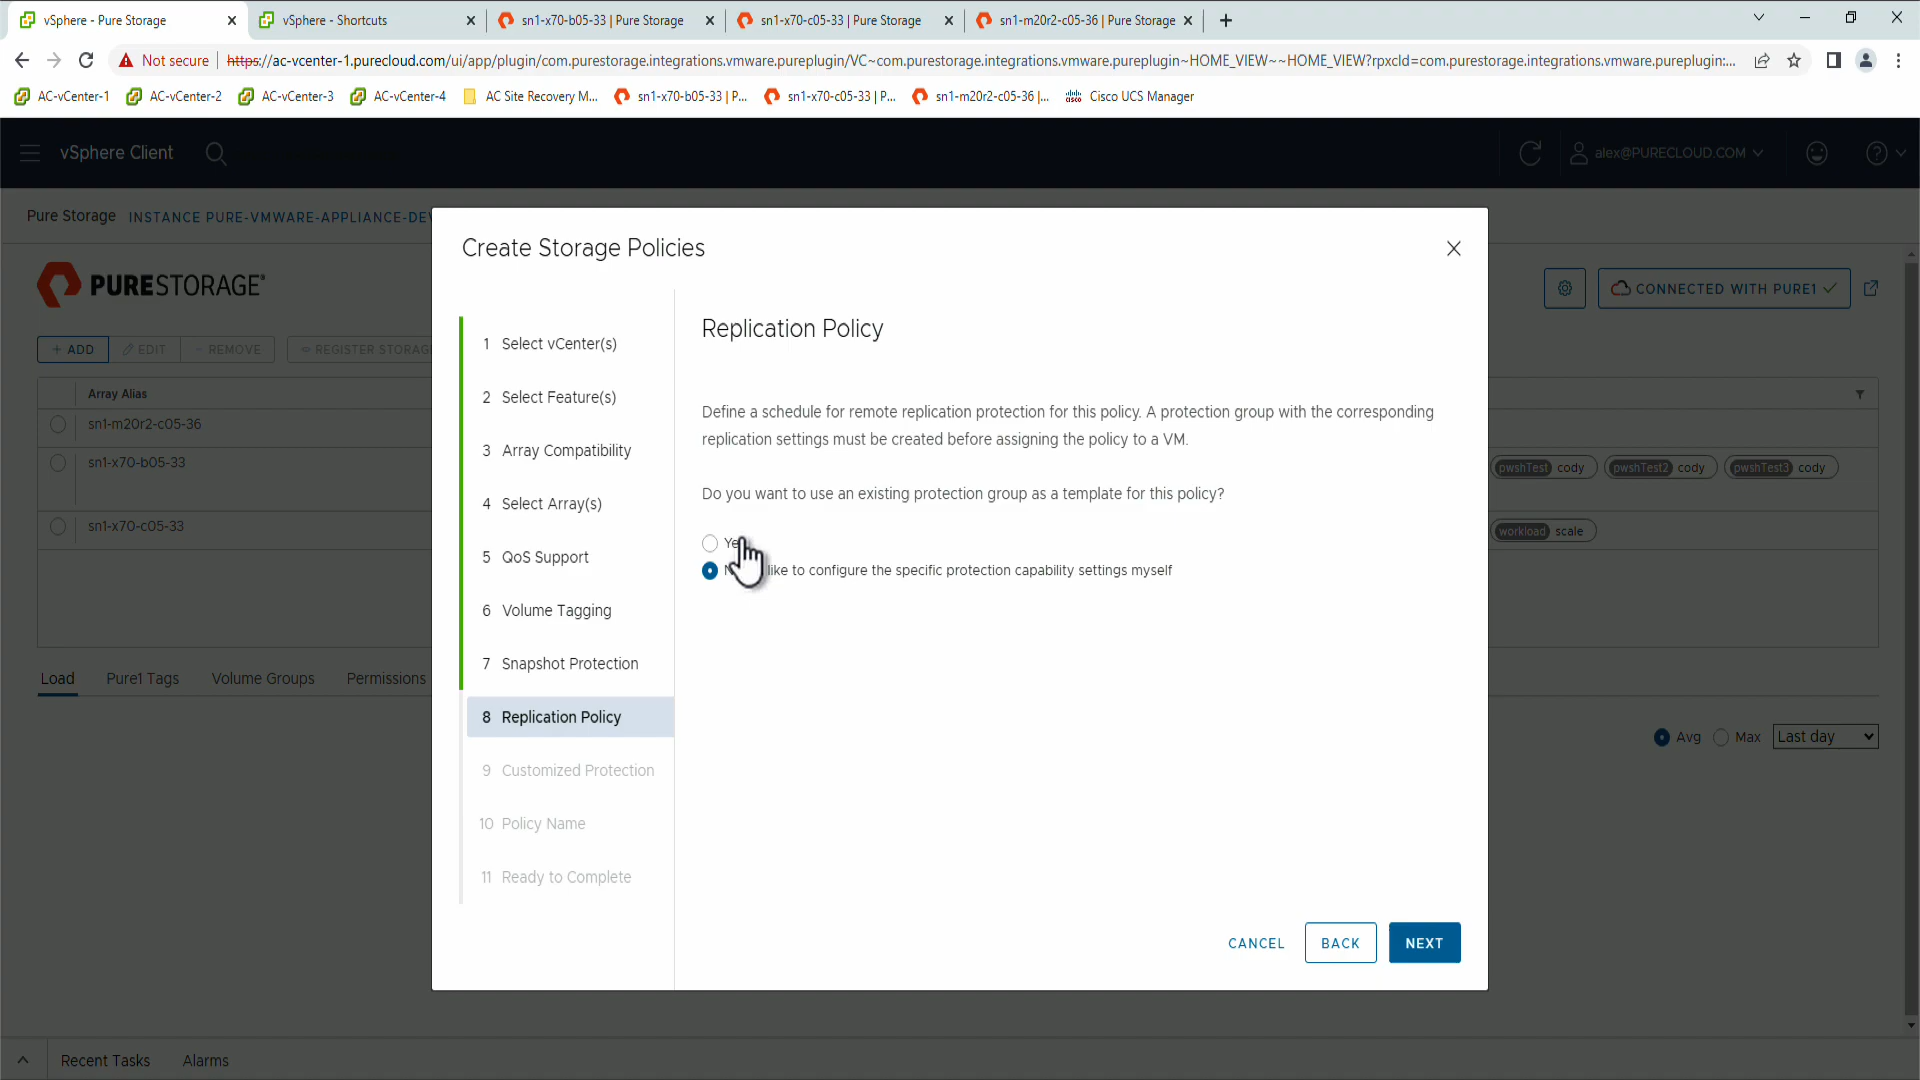 vSphere - Pure Storage
vSphere - Shortcuts
sn1-x70-b05-33 | Pure Storage
sn1-x70-c05-33 | Pure Storage
sn1-m20r2-c05-36 | Pure Storage
Not secure
https://ac-vcenter-1.purecloud.com/ui/app/plugin/com.purestorage.integrations.vmware.pureplugin/VC~com.purestorage.integrations.vmware.pureplugin~HOME_VIEW~~HOME_VIEW?rpxcId=com.purestorage.integrations.vmware.pureplugin:...
AC-vCenter-1
AC-vCenter-2
AC-vCenter-3
AC-vCenter-4
AC Site Recovery M...
sn1-x70-b05-33 | P...
sn1-x70-c05-33 | P...
sn1-m20r2-c05-36 |...
Cisco UCS Manager
vSphere Client
alex@PURECLOUD.COM
Pure Storage INSTANCE PURE-VMWARE-APPLIANCE-DEV
PURESTORAGE
CONNECTED WITH PURE1
+ ADD
EDIT
REMOVE
REGISTER STORAG
Array Alias
sn1-m20r2-c05-36
sn1-x70-b05-33
pwshTest cody
pwshTest2 cody
pwshTest3 cody
sn1-x70-c05-33
workload scale
Load
Pure1 Tags
Volume Groups
Permissions
Avg
Max
Last day
Create Storage Policies
1 Select vCenter(s)
2 Select Feature(s)
3 Array Compatibility
4 Select Array(s)
5 QoS Support
6 Volume Tagging
7 Snapshot Protection
8 Replication Policy
9 Customized Protection
10 Policy Name
11 Ready to Complete
Replication Policy
Define a schedule for remote replication protection for this policy. A protection group with the corresponding
replication settings must be created before assigning the policy to a VM.
Do you want to use an existing protection group as a template for this policy?
like to configure the specific protection capability settings myself
CANCEL
BACK
NEXT
Recent Tasks
Alarms